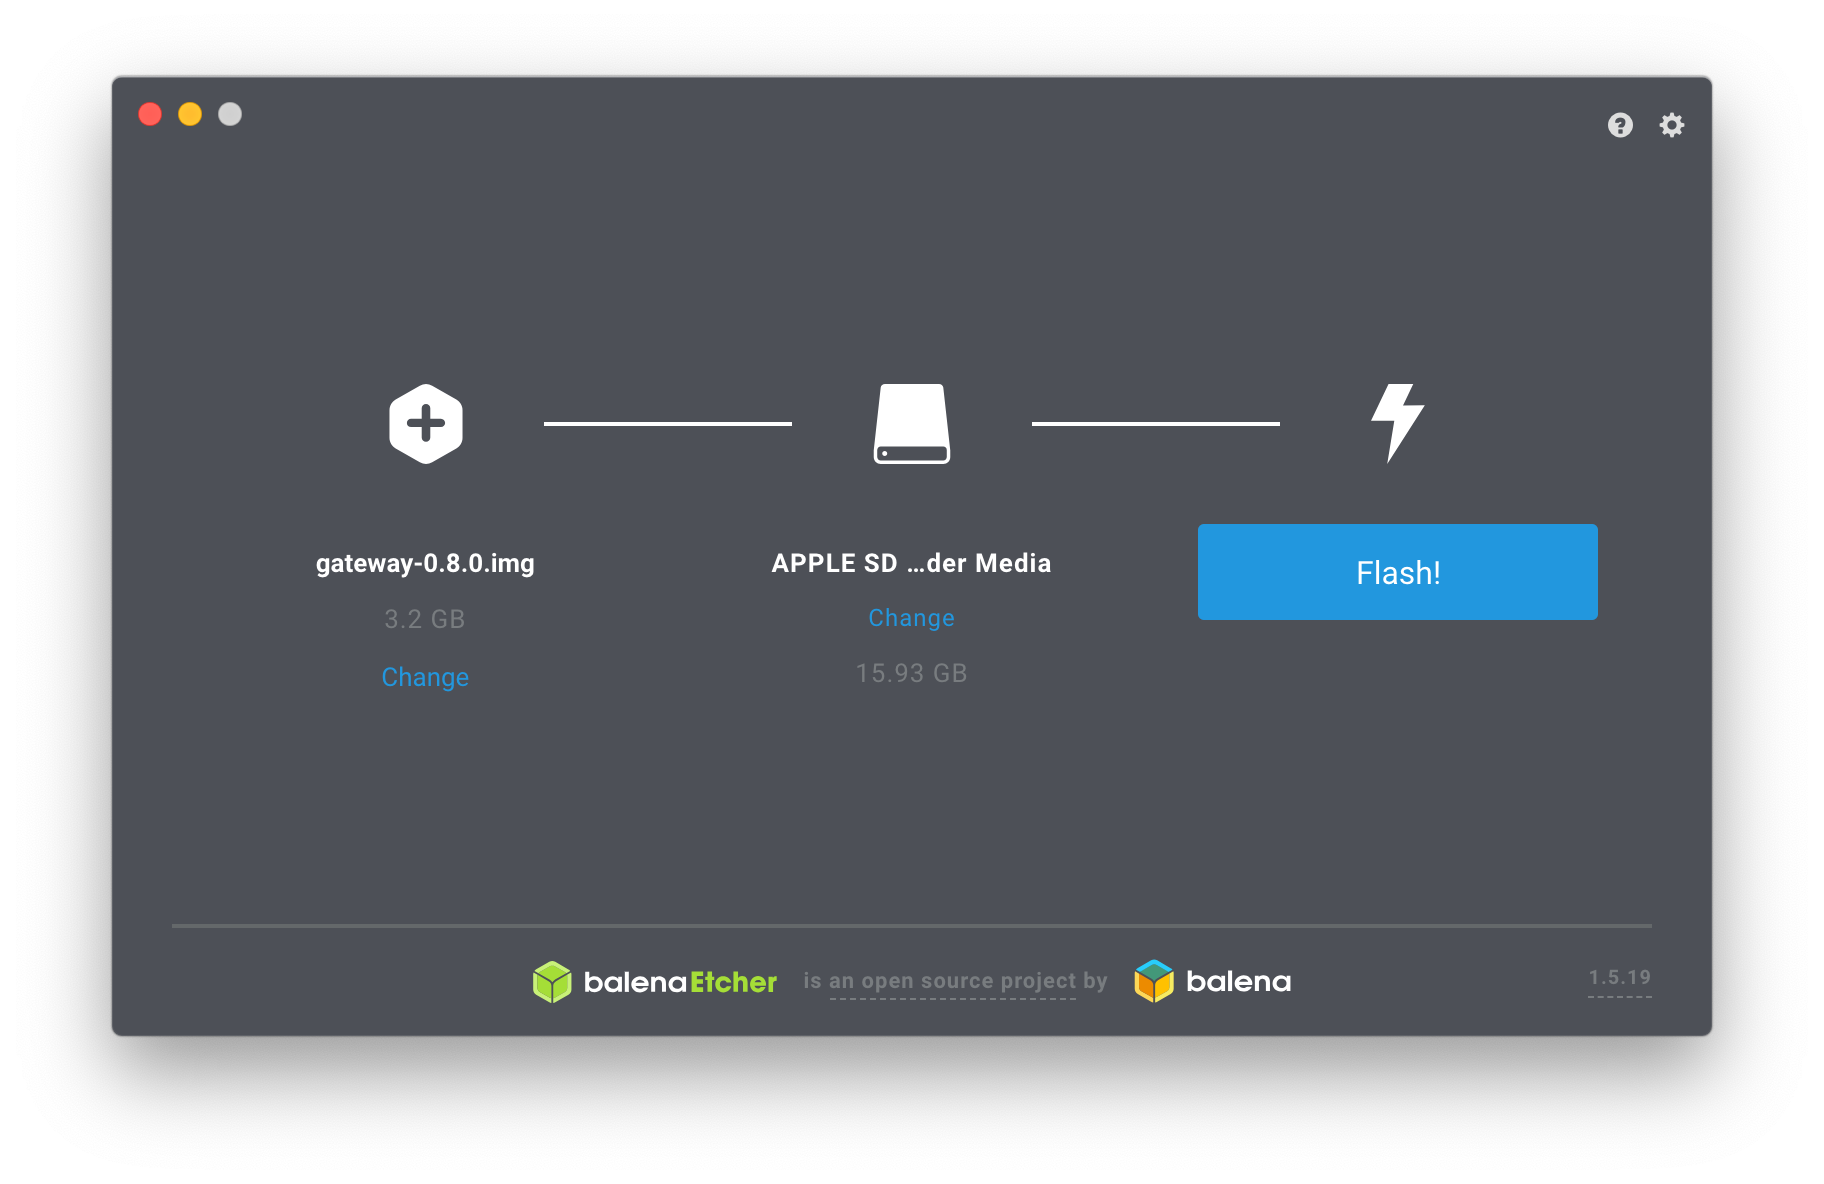 gateway-0.8.0.img
3.2 GB
Change
APPLE SD ...der Media
Change
15.93 GB
Flash!
balenaEtcher is an open source project by balena
1.5.19